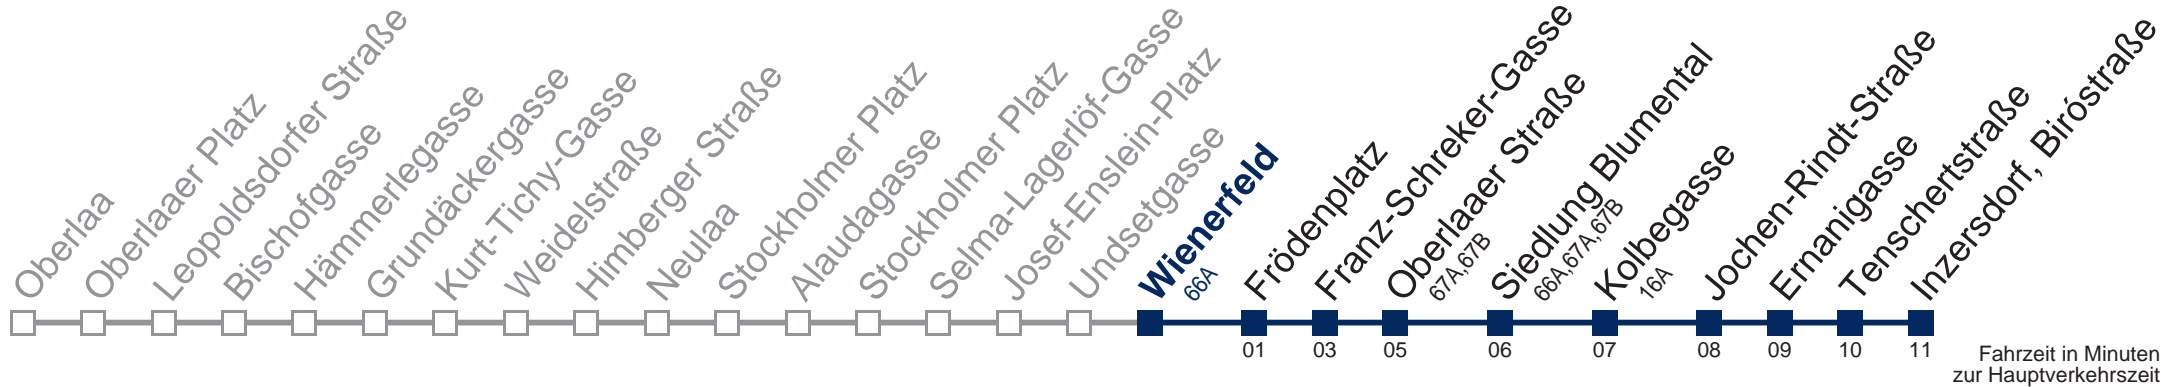 Oberlaa
Oberlaaer Platz
Leopoldsdorfer Straße
Bischofgasse
Hämmerlegasse
Grundäckergasse
Kurt-Tichy-Gasse
Weidelstraße
Himberger Straße
Neulaa
Stockholmer Platz
Alaudagasse
Stockholmer Platz
Selma-Lagerlöf-Gasse
Josef-Enslein-Platz
Undsetgasse
Wienerfeld
66A
Frödenplatz
Franz-Schreker-Gasse
Oberlaaer Straße
67A,67B
Siedlung Blumental
66A,67A,67B
Kolbegasse
16A
Jochen-Rindt-Straße
Ernanigasse
Tenschertstraße
Inzersdorf, Biróstraße
01 03 05 06 07 08 09 10 11
Fahrzeit in Minuten
zur Hauptverkehrszeit